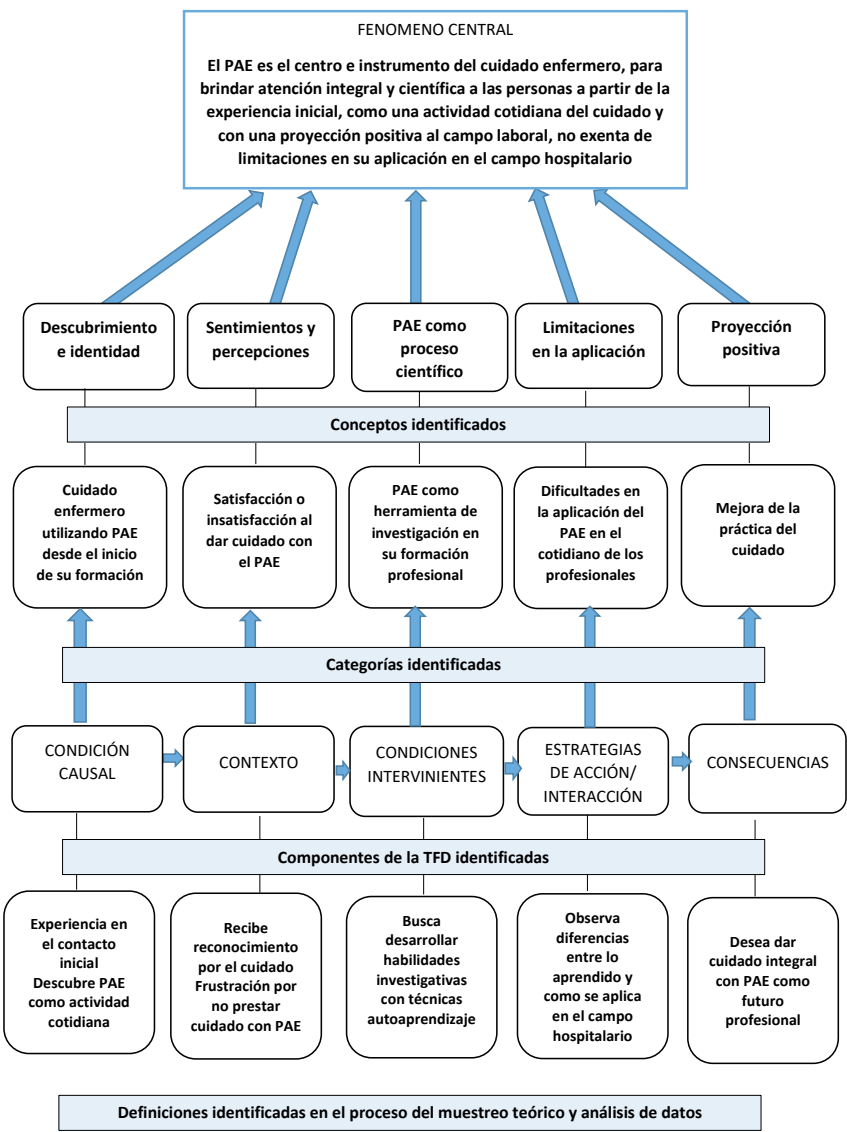 FENOMENO CENTRAL
El PAE es el centro e instrumento del cuidado enfermero, para
brindar atención integral y científica a las personas a partir de la
experiencia inicial, como una actividad cotidiana del cuidado y
con una proyección positiva al campo laboral, no exenta de
limitaciones en su aplicación en el campo hospitalario
Descubrimiento
e identidad
Sentimientos y
percepciones
PAE como
proceso
científico
Limitaciones
en la aplicación
Proyección
positiva
Conceptos identificados
Cuidado
enfermero
utilizando PAE
desde el inicio
de su formación
Satisfacción o
insatisfacción al
dar cuidado con
el PAE
PAE como
herramienta de
investigación en
su formación
profesional
Dificultades en
la aplicación del
PAE en el
cotidiano de los
profesionales
Mejora de la
práctica del
cuidado
Categorías identificadas
CONDICIÓN
CAUSAL
CONTEXTO
CONDICIONES
INTERVINIENTES
ESTRATEGIAS
DE ACCIÓN/
INTERACCIÓN
CONSECUENCIAS
Componentes de la TFD identificadas
Experiencia en
el contacto
inicial
Descubre PAE
como actividad
cotidiana
Recibe
reconocimiento
por el cuidado
Frustración por
no prestar
cuidado con PAE
Busca
desarrollar
habilidades
investigativas
con técnicas
autoaprendizaje
Observa
diferencias
entre lo
aprendido y
como se aplica
en el campo
hospitalario
Desea dar
cuidado integral
con PAE como
futuro
profesional
Definiciones identificadas en el proceso del muestreo teórico y análisis de datos